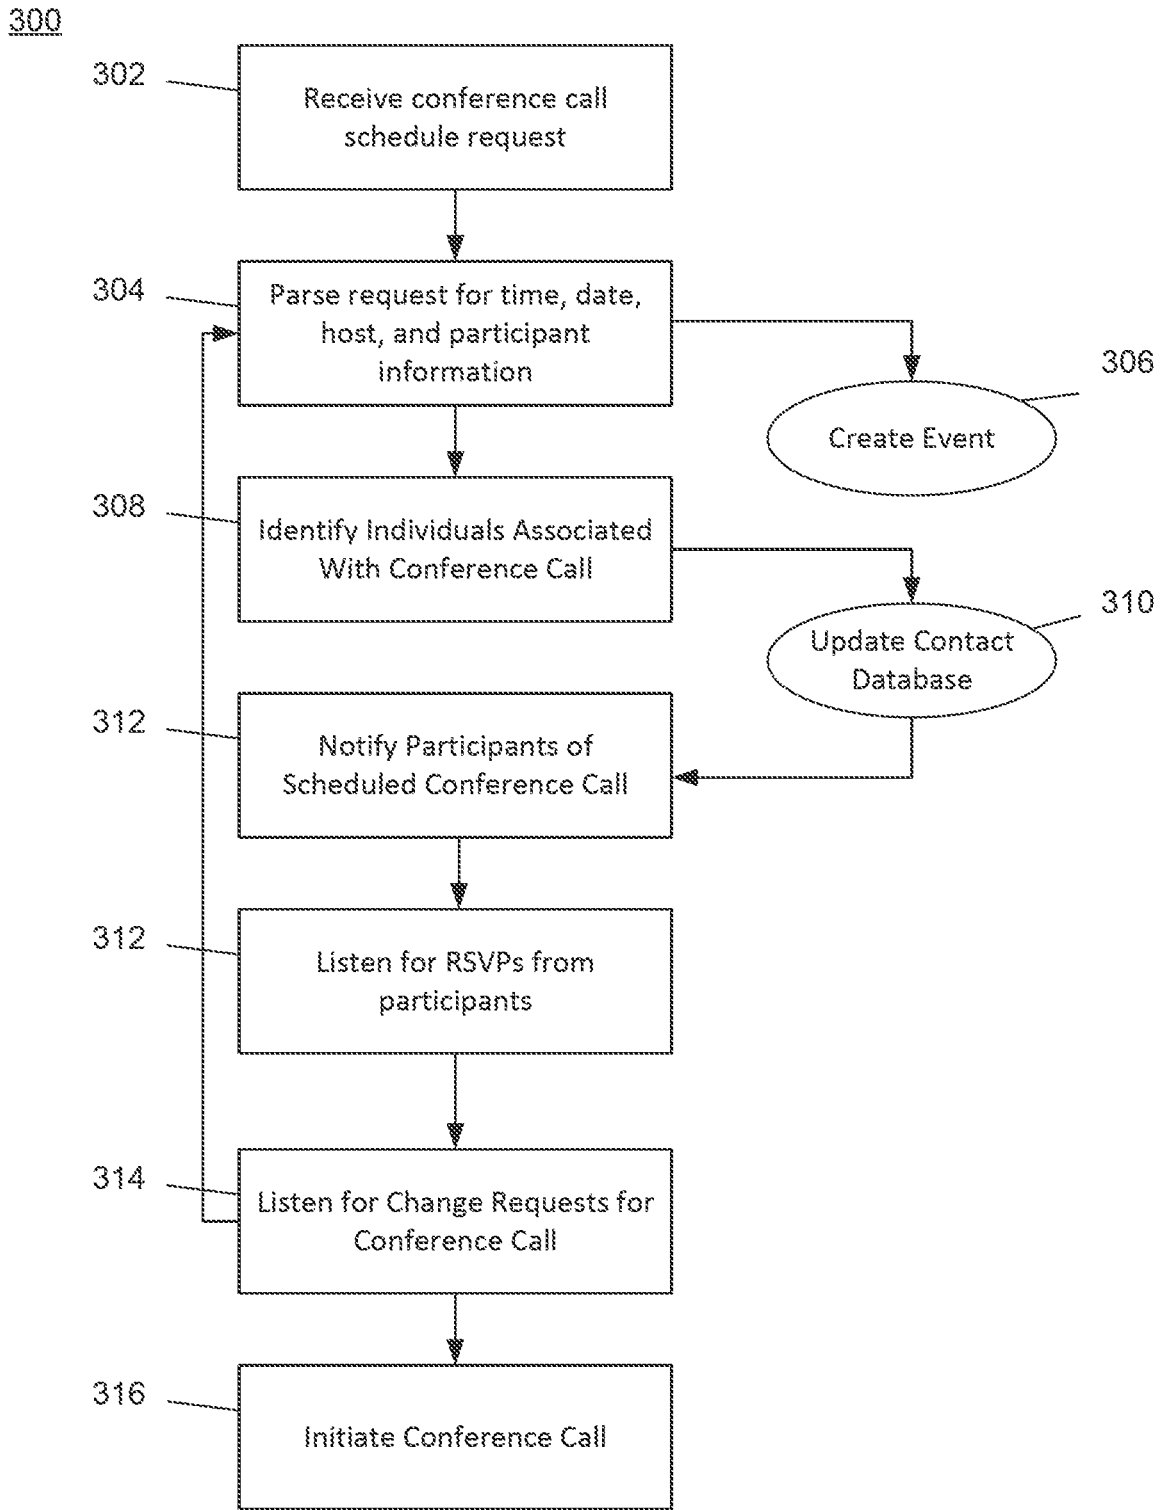 300
302
Receive conference call
schedule request
304
Parse request for time, date,
host, and participant
information
306
Create Event
308
Identify Individuals Associated
With Conference Call
310
Update Contact
Database
312
Notify Participants of
Scheduled Conference Call
312
Listen for RSVPs from
participants
314
Listen for Change Requests for
Conference Call
316
Initiate Conference Call